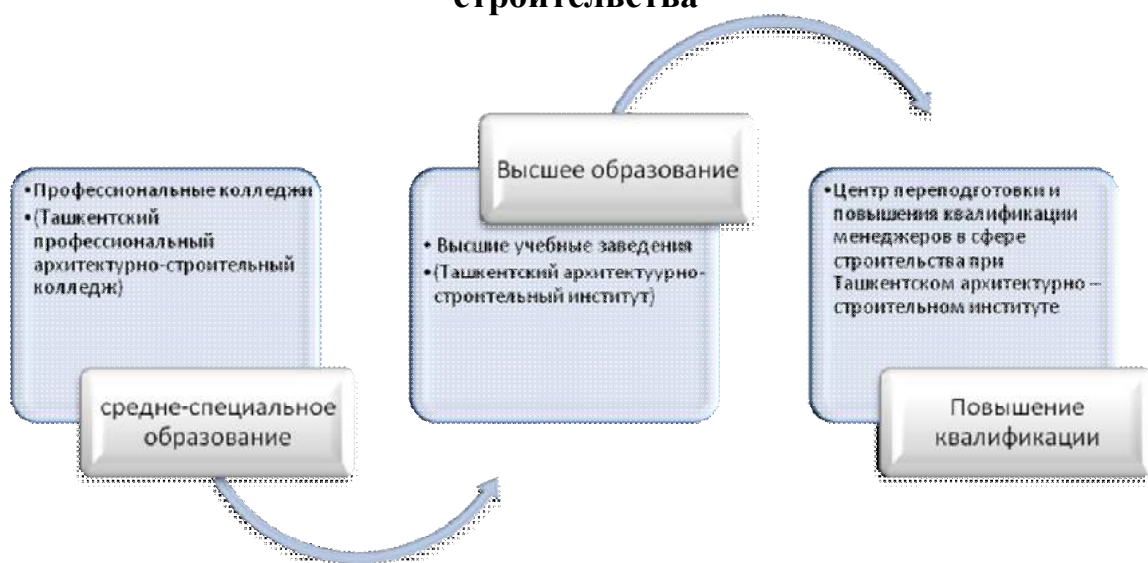 строительства
•Профессиональные колледжи
•(Ташкентский
профессиональный
архитектурно-строительный
колледж)
средне-специальное
образование
Высшее образование
• Высшие учебные заведения
•(Ташкентский архитектуурно-
строительный институт)
•Центр переподготовки и
повышения квалификации
менеджеров в сфере
строительства при
Ташкентском архитектурно –
строительном институте
Повышение
квалификации